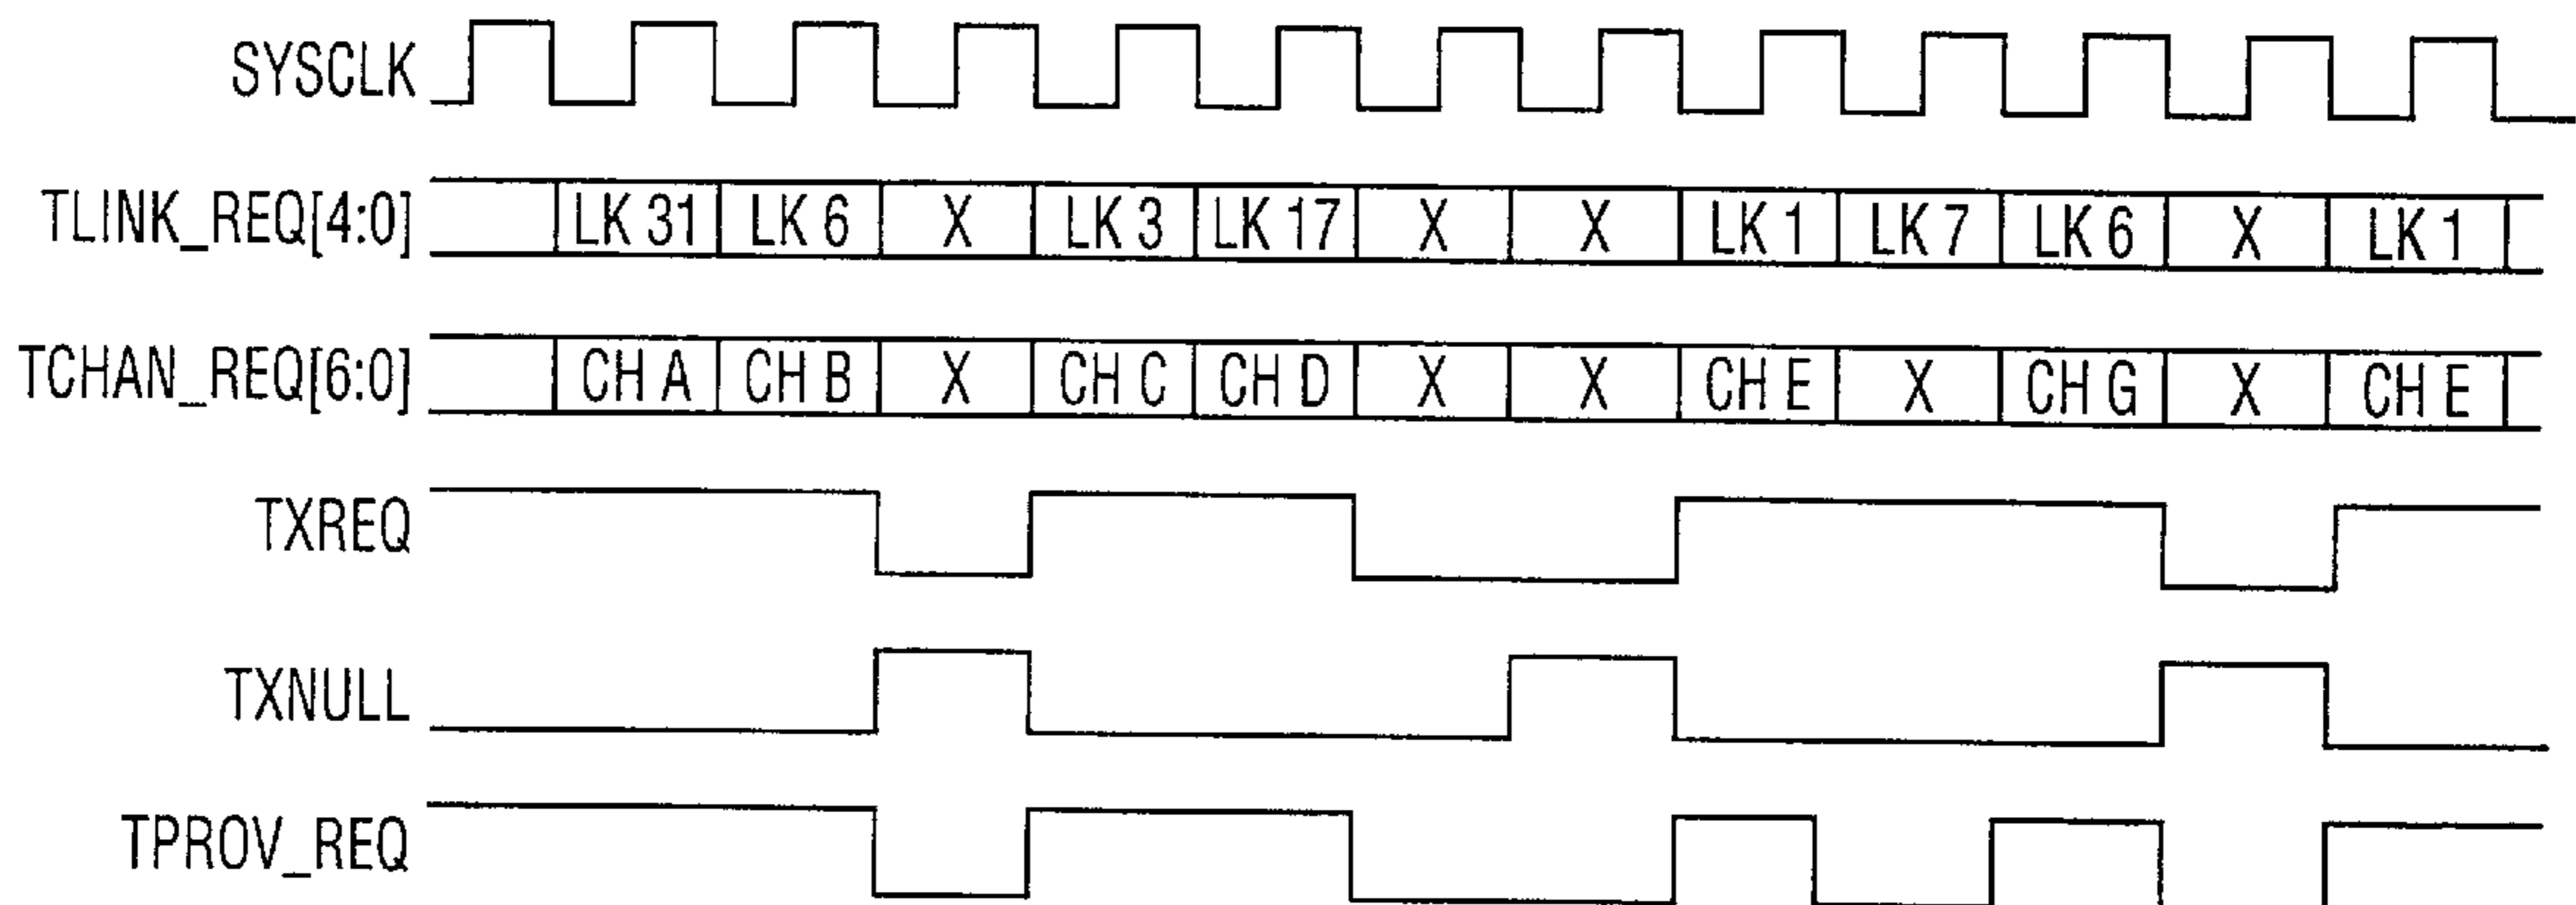 SYSCLK
TLINK_REQ[4:0] LK 31 LK 6 X LK 3 LK 17 X X LK 1 LK 7 LK 6 X LK 1
TCHAN_REQ[6:0] CH A CH B X CH C CH D X X CH E X CH G X CH E
TXREQ
TXNULL
TPROV_REQ